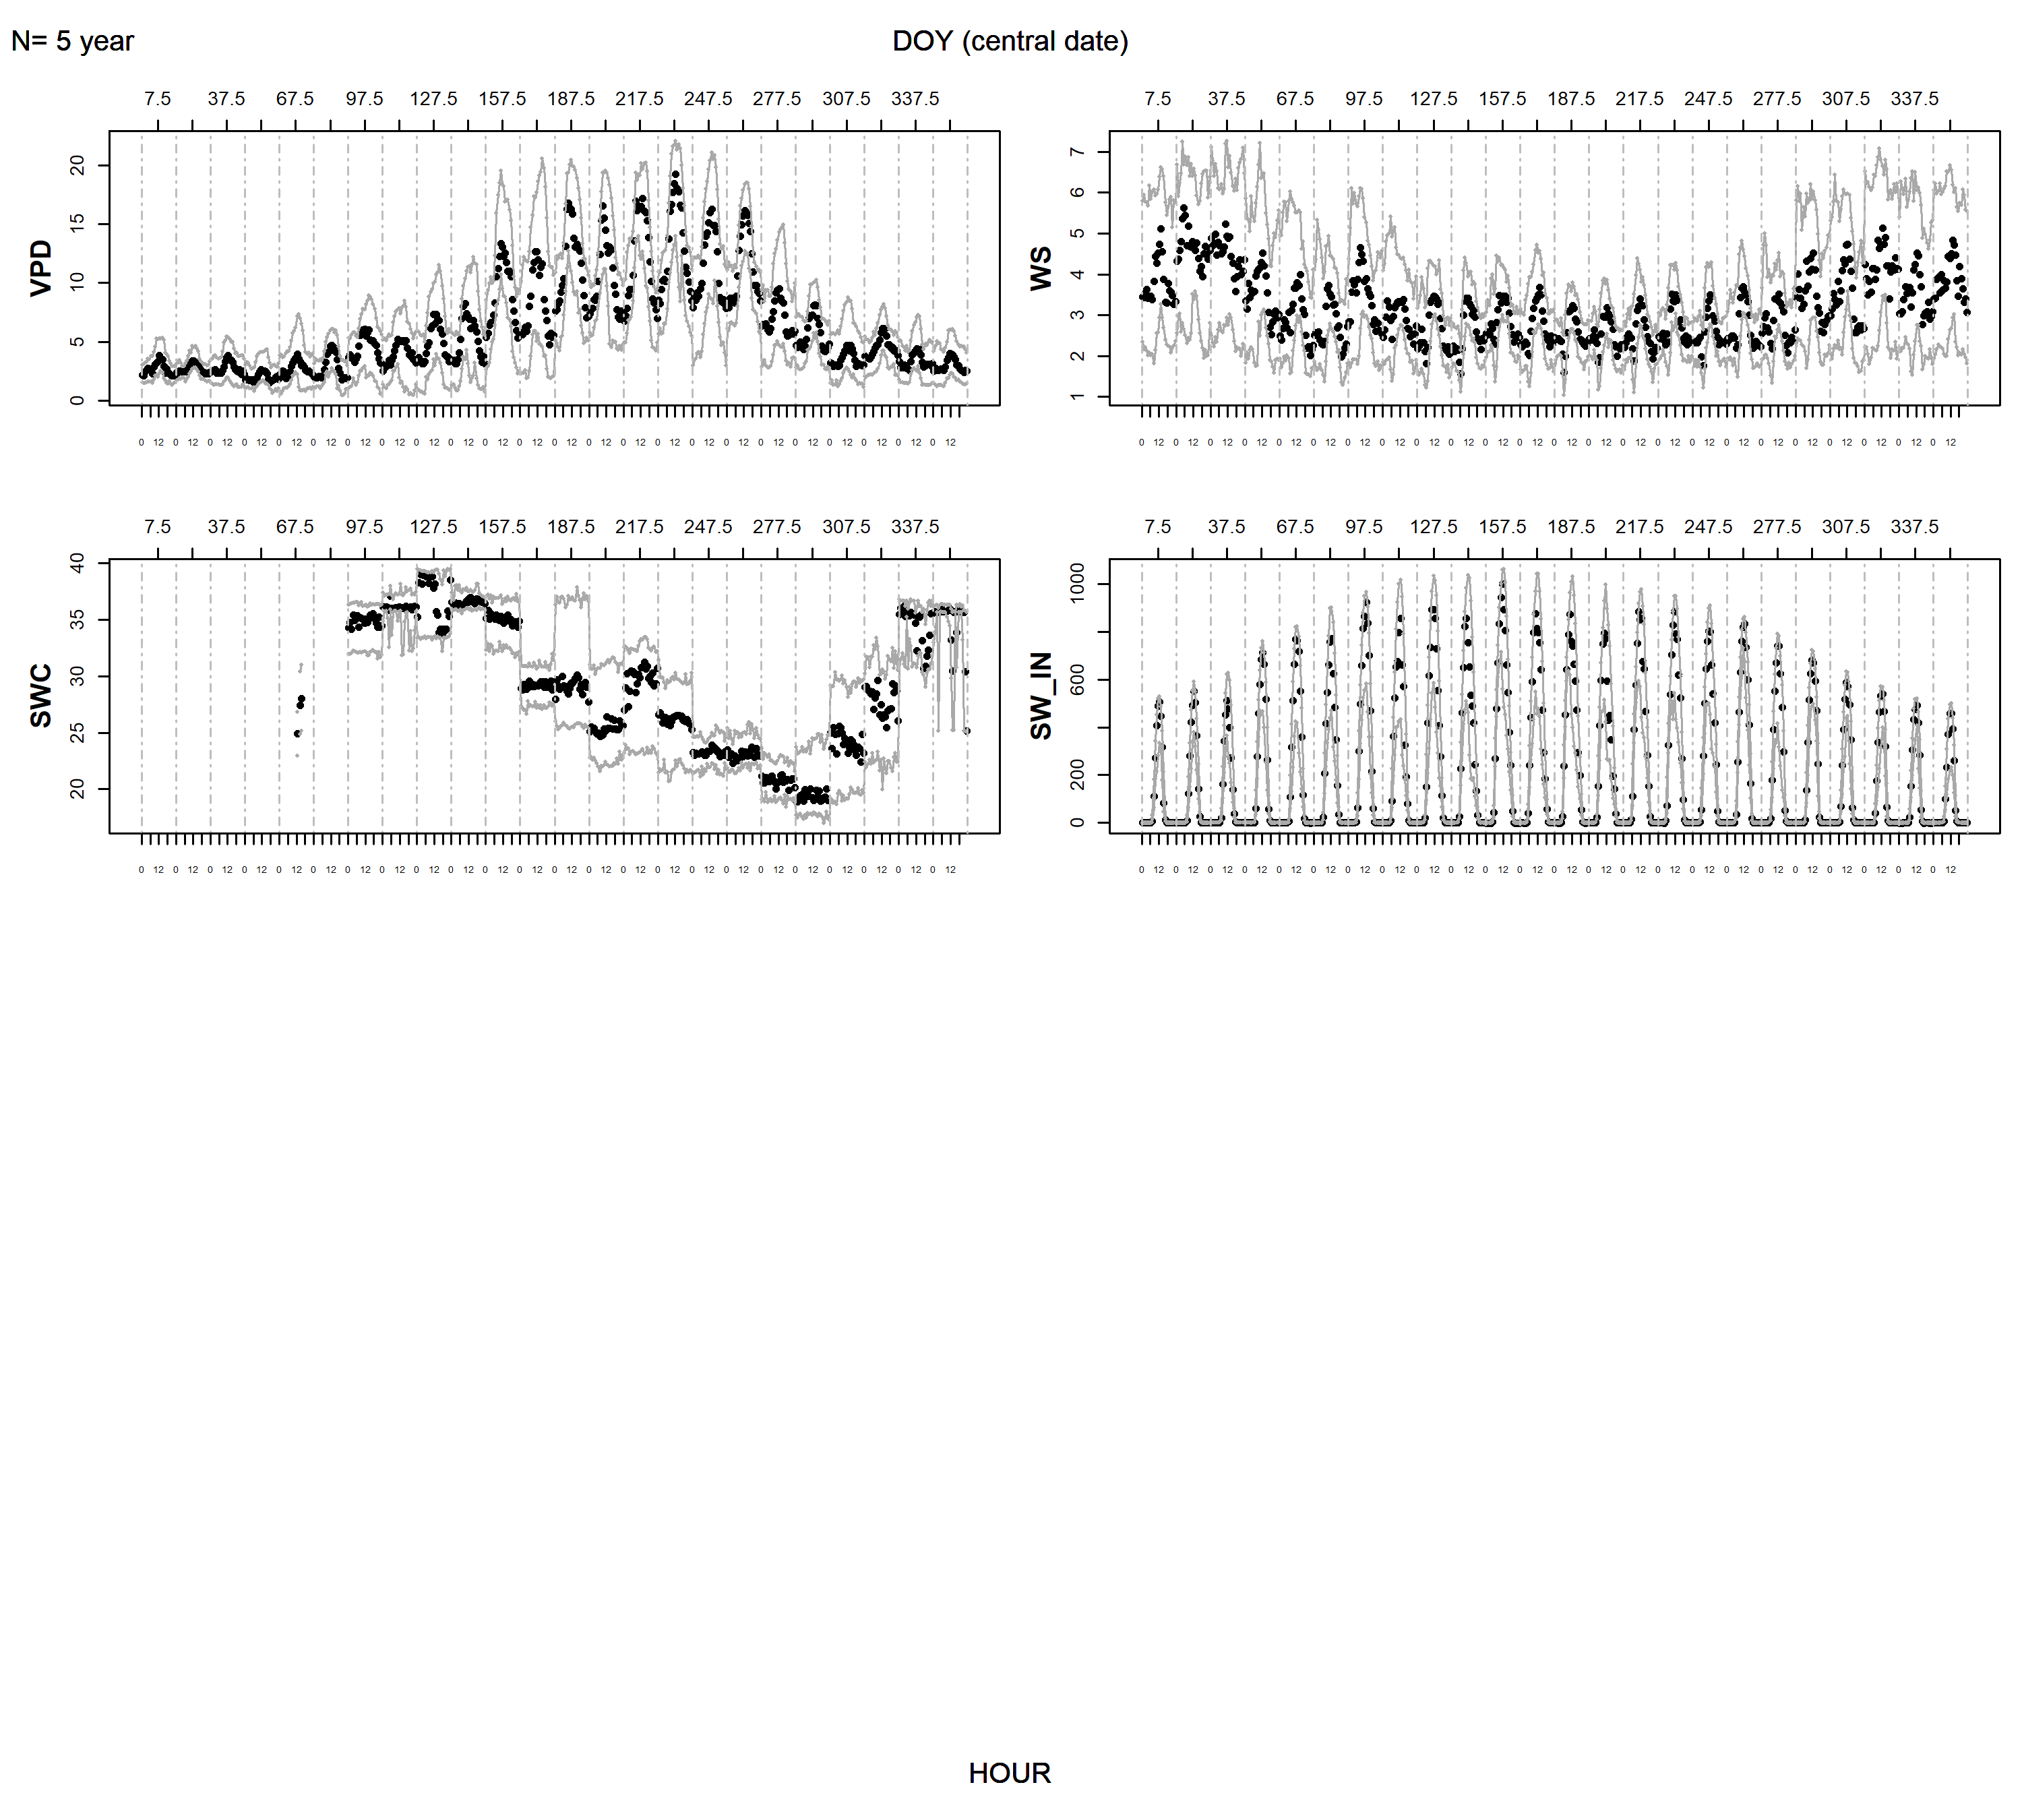 N= 5 year
DOY (central date)
7.5 37.5 67.5 97.5 127.5 157.5 187.5 217.5 247.5 277.5 307.5 337.5
VPD
0 5 10 15 20
0 12 0 12 0 12 0 12 0 12 0 12 0 12 0 12 0 12 0 12 0 12 0 12 0 12 0 12 0 12 0 12 0 12 0 12 0 12 0 12 0 12 0 12 0 12 0 12
7.5 37.5 67.5 97.5 127.5 157.5 187.5 217.5 247.5 277.5 307.5 337.5
WS
1 2 3 4 5 6 7
0 12 0 12 0 12 0 12 0 12 0 12 0 12 0 12 0 12 0 12 0 12 0 12 0 12 0 12 0 12 0 12 0 12 0 12 0 12 0 12 0 12 0 12 0 12 0 12
7.5 37.5 67.5 97.5 127.5 157.5 187.5 217.5 247.5 277.5 307.5 337.5
SWC
20 25 30 35 40
0 12 0 12 0 12 0 12 0 12 0 12 0 12 0 12 0 12 0 12 0 12 0 12 0 12 0 12 0 12 0 12 0 12 0 12 0 12 0 12 0 12 0 12 0 12 0 12
7.5 37.5 67.5 97.5 127.5 157.5 187.5 217.5 247.5 277.5 307.5 337.5
SW_IN
0 200 600 1000
0 12 0 12 0 12 0 12 0 12 0 12 0 12 0 12 0 12 0 12 0 12 0 12 0 12 0 12 0 12 0 12 0 12 0 12 0 12 0 12 0 12 0 12 0 12 0 12
HOUR